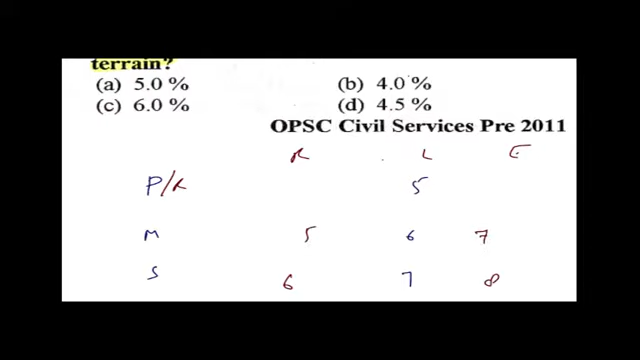 terrain?
(a) 5.0 % (b) 4.0 %
(c) 6.0 % (d) 4.5 %
OPSC Civil Services Pre 2011
R L E
P/R 5
M 5 6 7
S 6 7 8